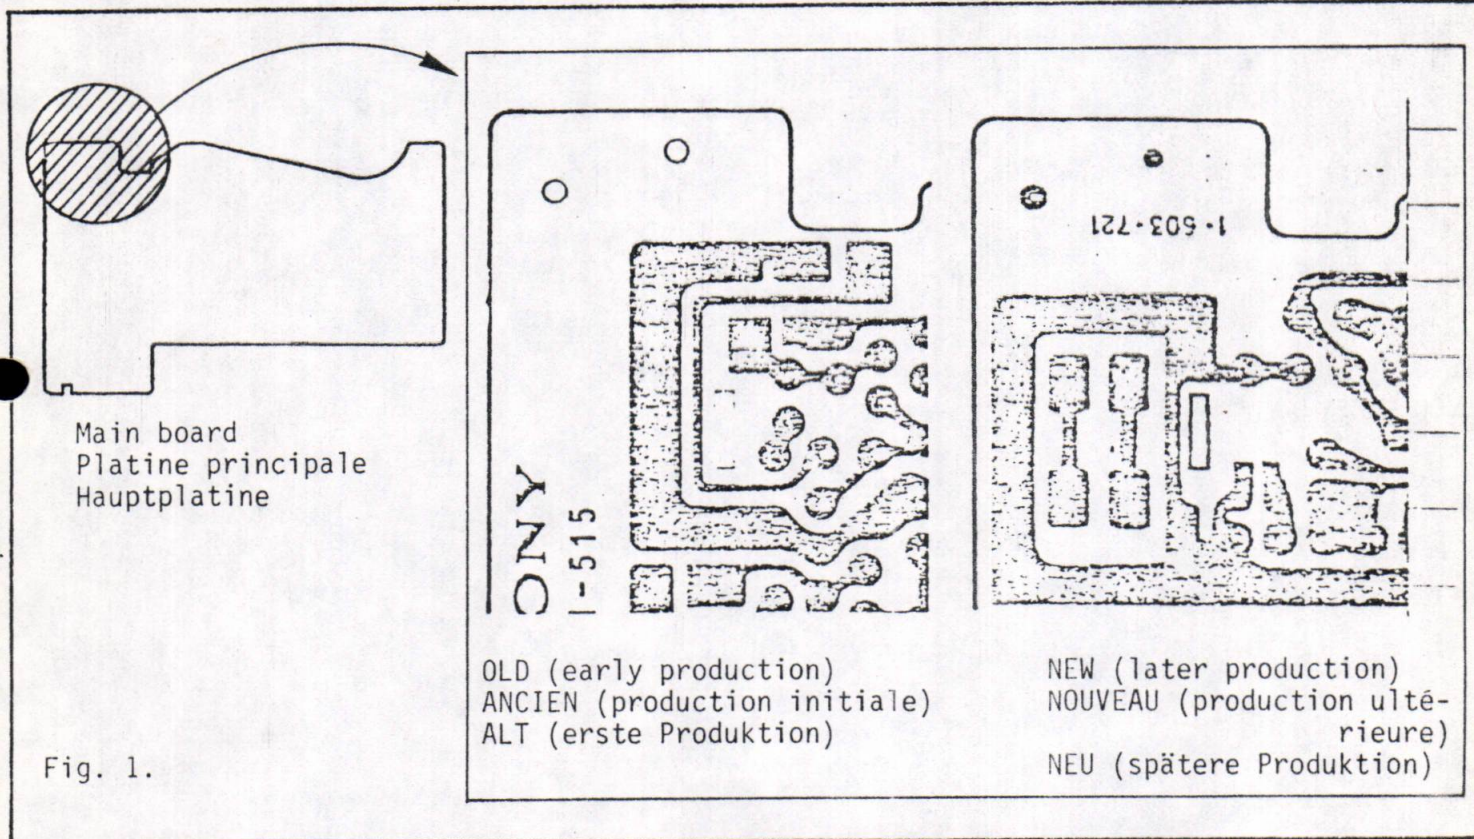 1-603-721
ONY
1-515
Main board
Platine principale
Hauptplatine
OLD (early production)
ANCIEN (production initiale)
ALT (erste Produktion)
NEW (later production)
NOUVEAU (production ulté-
rieure)
NEU (spätere Produktion)
Fig. 1.